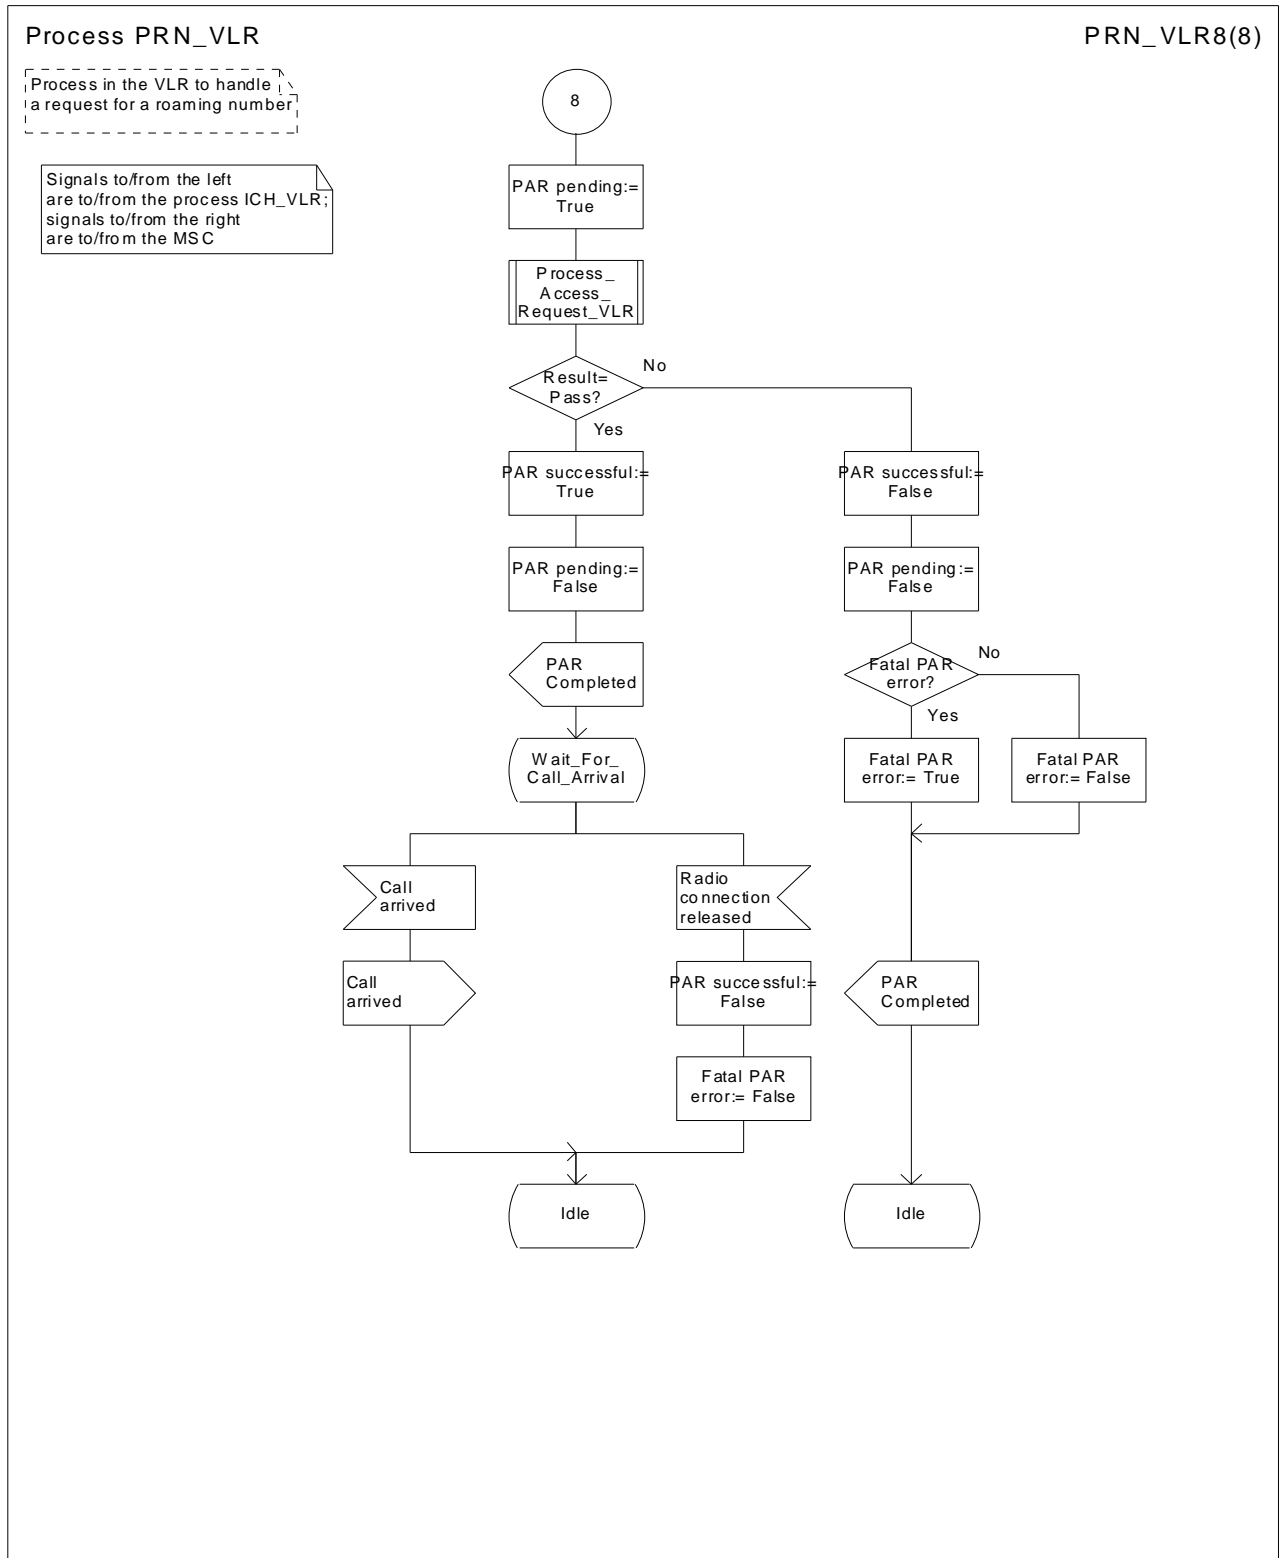 Process PRN_VLR
PRN_VLR8(8)
Process in the VLR to handle
a request for a roaming number
Signals to/from the left
are to/from the process ICH_VLR;
signals to/from the right
are to/from the MSC
8
PAR pending:=
True
Process_
Access_
Request_VLR
Result=
Pass?
No
Yes
PAR successful:=
True
PAR successful:=
False
PAR pending:=
False
PAR pending:=
False
PAR
Completed
Fatal PAR
error?
No
Yes
Wait_For_
Call_Arrival
Fatal PAR
error:= True
Fatal PAR
error:= False
Call
arrived
Radio
connection
released
Call
arrived
PAR successful:=
False
PAR
Completed
Fatal PAR
error:= False
Idle
Idle